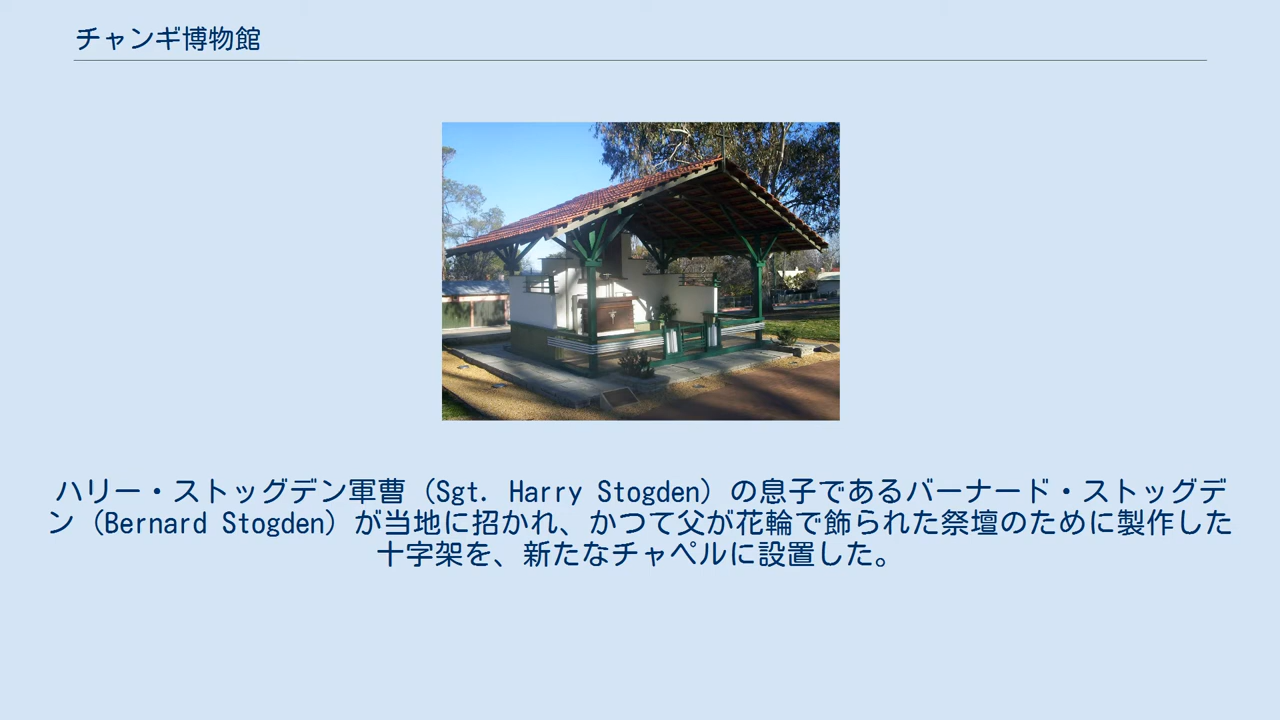 チャンギ博物館
ハリー・ストッグデン軍曹（Sgt. Harry Stogden）の息子であるバーナード・ストッグデ
ン（Bernard Stogden）が当地に招かれ、かつて父が花輪で飾られた祭壇のために製作した
十字架を、新たなチャペルに設置した。